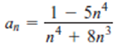 aₙ = (1 − 5n⁴)/(n⁴ + 8n³)